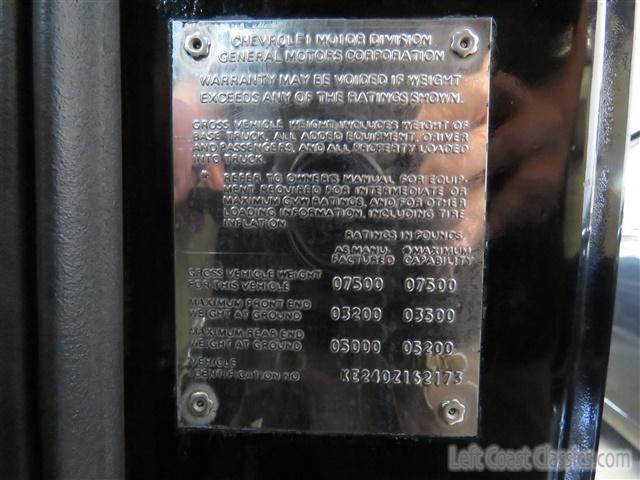 CHEVROLET MOTOR DIVISION
GENERAL MOTORS CORPORATION
WARRANTY MAY BE VOIDED IF WEIGHT
EXCEEDS ANY OF THE RATINGS SHOWN.
GROSS VEHICLE WEIGHT INCLUDES WEIGHT OF
BASE TRUCK, ALL ADDED EQUIPMENT, DRIVER
AND PASSENGERS, AND ALL PROPERTY LOADED
INTO TRUCK.
* REFER TO OWNER'S MANUAL FOR EQUIP-
MENT REQUIRED FOR INTERMEDIATE OR
MAXIMUM GVW RATINGS, AND FOR OTHER
LOADING INFORMATION, INCLUDING TIRE
INFLATION.
RATINGS IN POUNDS
AS MANU- *MAXIMUM
FACTURED CAPABILITY
GROSS VEHICLE WEIGHT
FOR THIS VEHICLE 07500 07500
MAXIMUM FRONT END
WEIGHT AT GROUND 03200 03500
MAXIMUM REAR END
WEIGHT AT GROUND 05000 05200
VEHICLE
IDENTIFICATION NO KE240Z152173
Left Coast Classics.com